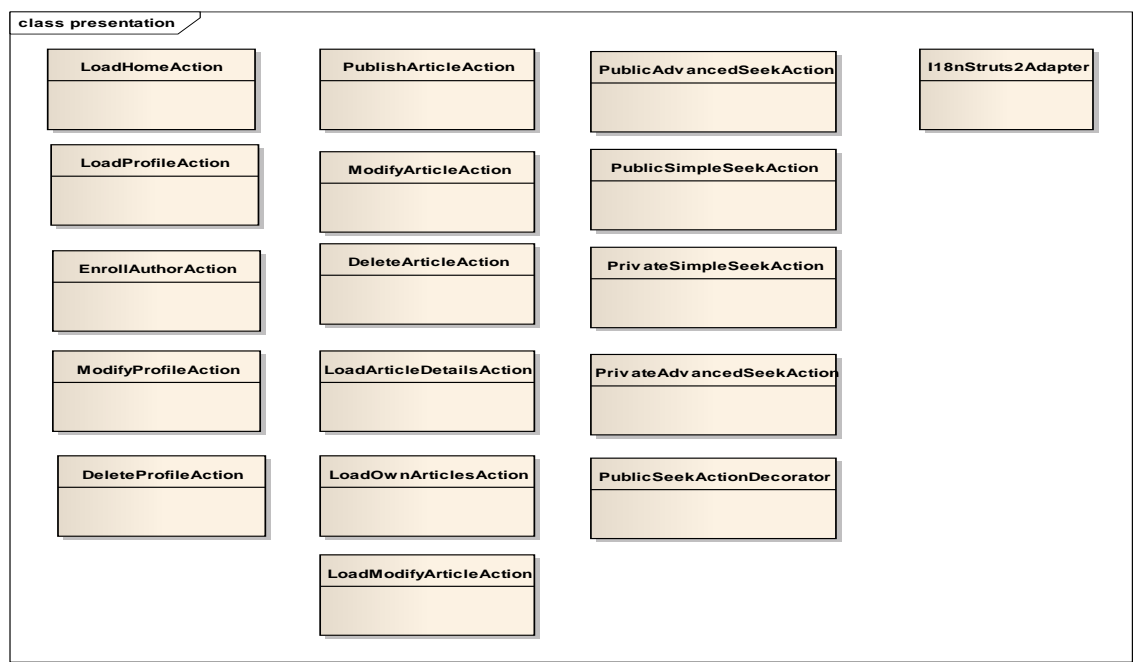 class presentation
LoadHomeAction
LoadProfileAction
EnrollAuthorAction
ModifyProfileAction
DeleteProfileAction
PublishArticleAction
ModifyArticleAction
DeleteArticleAction
LoadArticleDetailsAction
LoadOwnArticlesAction
LoadModifyArticleAction
PublicAdvancedSeekAction
PublicSimpleSeekAction
PrivateSimpleSeekAction
PrivateAdvancedSeekAction
PublicSeekActionDecorator
I18nStruts2Adapter